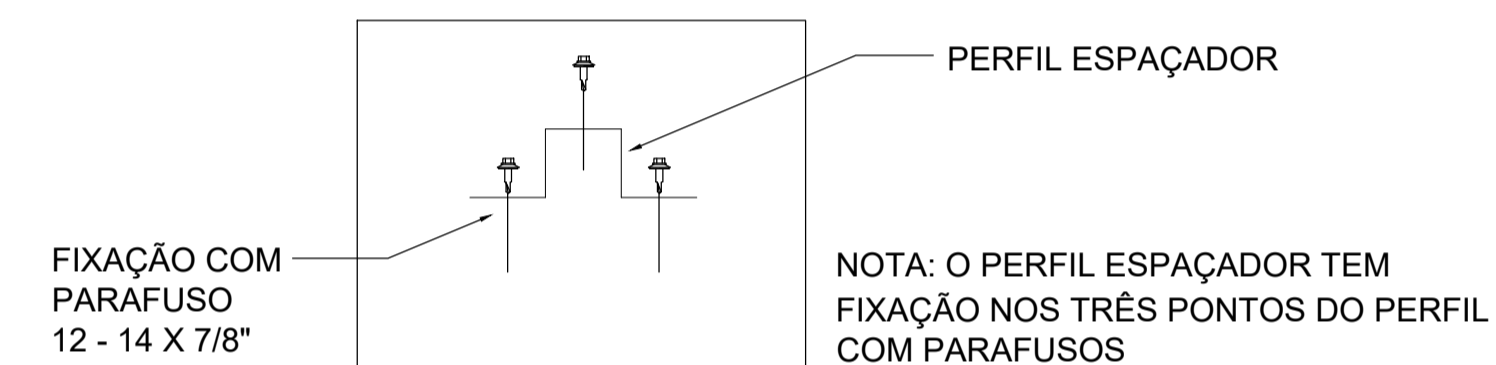 PERFIL ESPAÇADOR
FIXAÇÃO COM
PARAFUSO
12 - 14 X 7/8"
NOTA: O PERFIL ESPAÇADOR TEM
FIXAÇÃO NOS TRÊS PONTOS DO PERFIL
COM PARAFUSOS